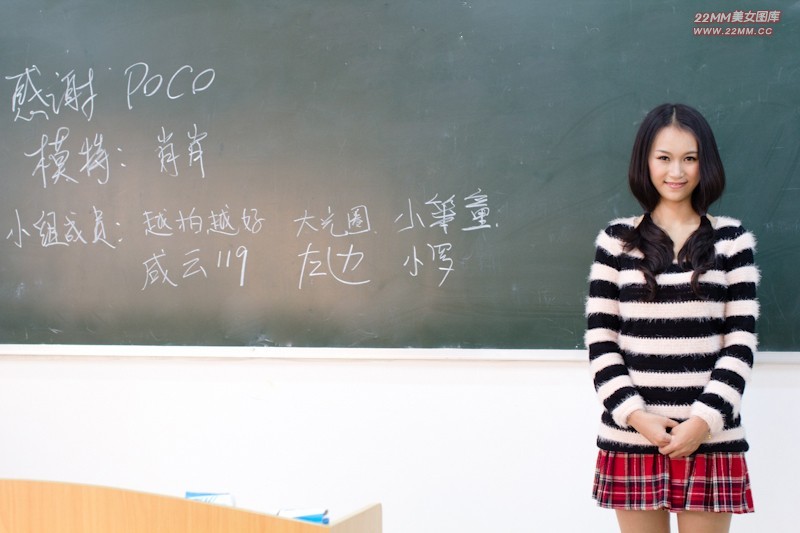 22MM美女图库
WWW.22MM.CC
感谢 POCO
模特: 肖肖
小组成员: 越拍越好 大光圈 小筆童
咸云119 左边 小罗